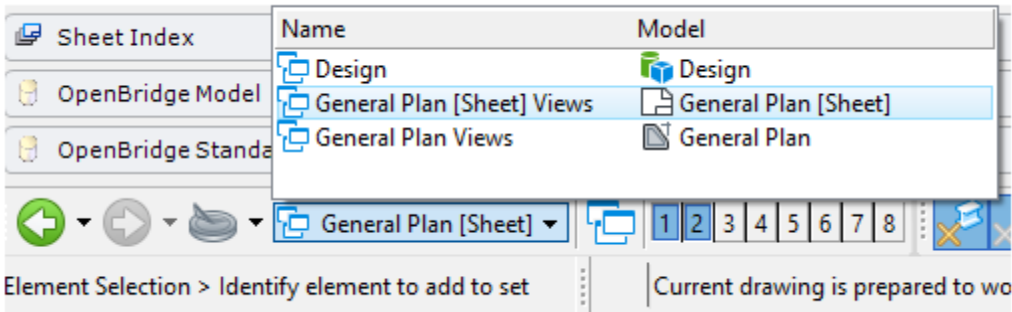 Name Model
Sheet Index
Design Design
OpenBridge Model
General Plan [Sheet] Views General Plan [Sheet]
General Plan Views General Plan
OpenBridge Standa
General Plan [Sheet] 1 2 3 4 5 6 7 8
Element Selection > Identify element to add to set Current drawing is prepared to wo